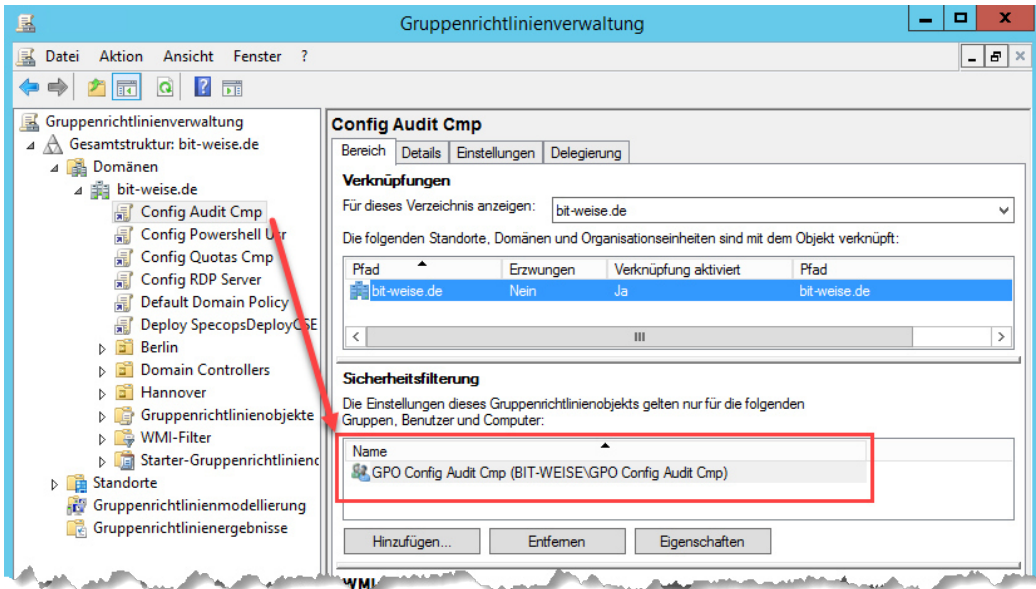 Gruppenrichtlinienverwaltung
Datei Aktion Ansicht Fenster ?
Gruppenrichtlinienverwaltung
Gesamtstruktur: bit-weise.de
Domänen
bit-weise.de
Config Audit Cmp
Config Powershell Usr
Config Quotas Cmp
Config RDP Server
Default Domain Policy
Deploy SpecopsDeployCSE
Berlin
Domain Controllers
Hannover
Gruppenrichtlinienobjekte
WMI-Filter
Starter-Gruppenrichtlinieno
Standorte
Gruppenrichtlinienmodellierung
Gruppenrichtlinienergebnisse
Config Audit Cmp
Bereich Details Einstellungen Delegierung
Verknüpfungen
Für dieses Verzeichnis anzeigen: bit-weise.de
Die folgenden Standorte, Domänen und Organisationseinheiten sind mit dem Objekt verknüpft:
Pfad Erzwungen Verknüpfung aktiviert Pfad
bit-weise.de Nein Ja bit-weise.de
Sicherheitsfilterung
Die Einstellungen dieses Gruppenrichtlinienobjekts gelten nur für die folgenden
Gruppen, Benutzer und Computer:
Name
GPO Config Audit Cmp (BIT-WEISE\GPO Config Audit Cmp)
Hinzufügen... Entfernen Eigenschaften
WMI